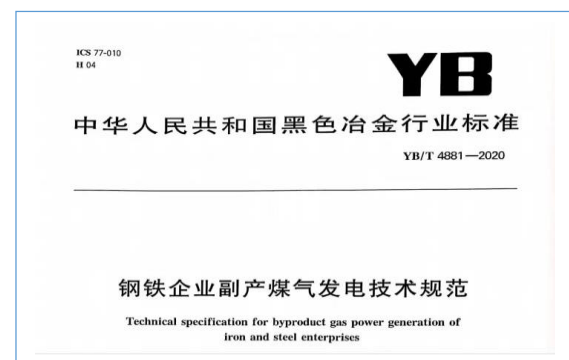 ICS 77-010
H 04
YB
中华人民共和国黑色冶金行业标准
YB/T 4881—2020
钢铁企业副产煤气发电技术规范
Technical specification for byproduct gas power generation of
iron and steel enterprises